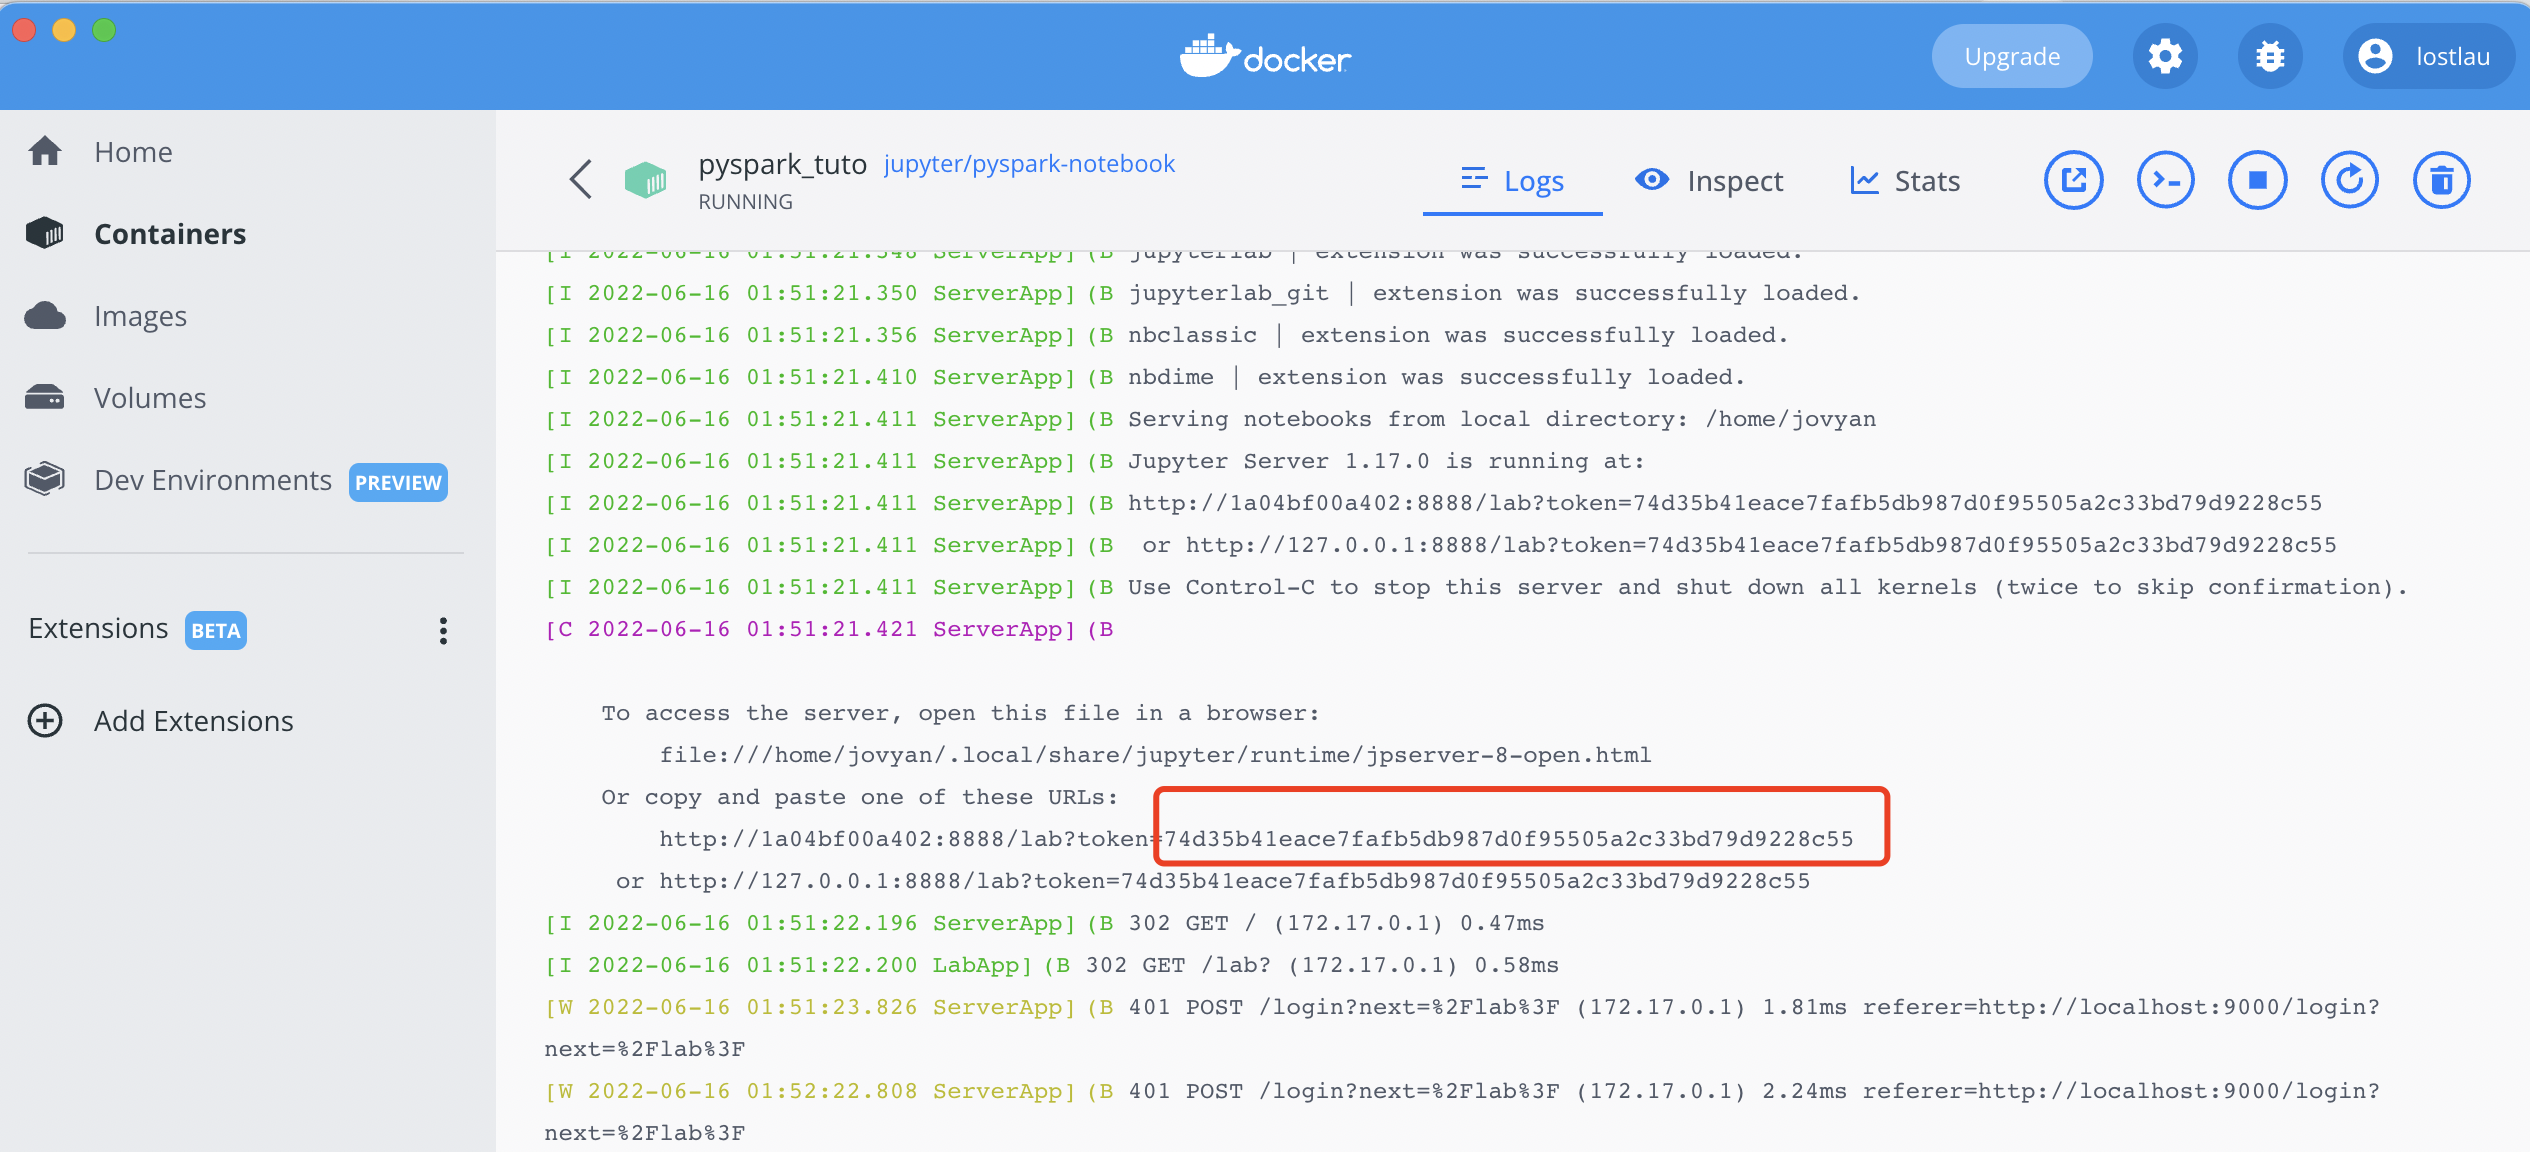 docker
Upgrade
lostlau
Home
Containers
Images
Volumes
Dev Environments PREVIEW
Extensions BETA
Add Extensions
pyspark_tuto jupyter/pyspark-notebook
RUNNING
Logs
Inspect
Stats
[I 2022-06-16 01:51:21.348 ServerApp] (B jupyterlab | extension was successfully loaded.
[I 2022-06-16 01:51:21.350 ServerApp] (B jupyterlab_git | extension was successfully loaded.
[I 2022-06-16 01:51:21.356 ServerApp] (B nbclassic | extension was successfully loaded.
[I 2022-06-16 01:51:21.410 ServerApp] (B nbdime | extension was successfully loaded.
[I 2022-06-16 01:51:21.411 ServerApp] (B Serving notebooks from local directory: /home/jovyan
[I 2022-06-16 01:51:21.411 ServerApp] (B Jupyter Server 1.17.0 is running at:
[I 2022-06-16 01:51:21.411 ServerApp] (B http://1a04bf00a402:8888/lab?token=74d35b41eace7fafb5db987d0f95505a2c33bd79d9228c55
[I 2022-06-16 01:51:21.411 ServerApp] (B  or http://127.0.0.1:8888/lab?token=74d35b41eace7fafb5db987d0f95505a2c33bd79d9228c55
[I 2022-06-16 01:51:21.411 ServerApp] (B Use Control-C to stop this server and shut down all kernels (twice to skip confirmation).
[C 2022-06-16 01:51:21.421 ServerApp] (B
To access the server, open this file in a browser:
file:///home/jovyan/.local/share/jupyter/runtime/jpserver-8-open.html
Or copy and paste one of these URLs:
http://1a04bf00a402:8888/lab?token=74d35b41eace7fafb5db987d0f95505a2c33bd79d9228c55
or http://127.0.0.1:8888/lab?token=74d35b41eace7fafb5db987d0f95505a2c33bd79d9228c55
[I 2022-06-16 01:51:22.196 ServerApp] (B 302 GET / (172.17.0.1) 0.47ms
[I 2022-06-16 01:51:22.200 LabApp] (B 302 GET /lab? (172.17.0.1) 0.58ms
[W 2022-06-16 01:51:23.826 ServerApp] (B 401 POST /login?next=%2Flab%3F (172.17.0.1) 1.81ms referer=http://localhost:9000/login?
next=%2Flab%3F
[W 2022-06-16 01:52:22.808 ServerApp] (B 401 POST /login?next=%2Flab%3F (172.17.0.1) 2.24ms referer=http://localhost:9000/login?
next=%2Flab%3F